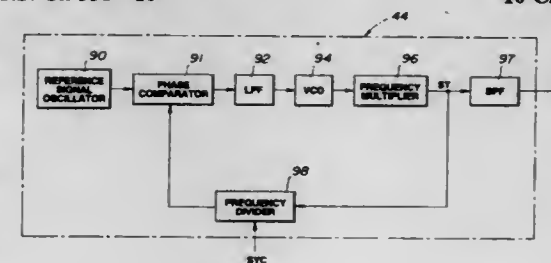 44
90
91
92
94
96
97
REFERENCE
SIGNAL
OSCILLATOR
PHASE
COMPARATOR
LPF
VCO
FREQUENCY
MULTIPLIER
ST
BPF
98
FREQUENCY
DIVIDER
SYC